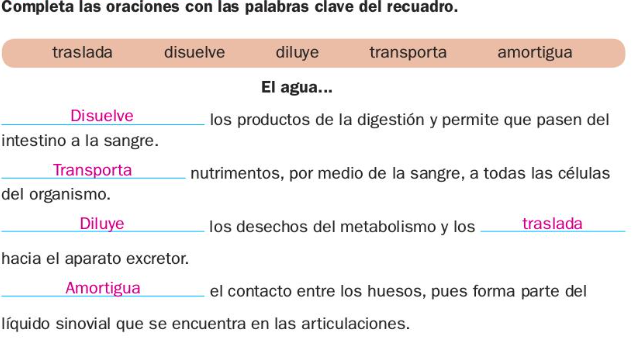 Completa las oraciones con las palabras clave del recuadro.
traslada disuelve diluye transporta amortigua
El agua...
Disuelve los productos de la digestión y permite que pasen del
intestino a la sangre.
Transporta nutrimentos, por medio de la sangre, a todas las células
del organismo.
Diluye los desechos del metabolismo y los traslada
hacia el aparato excretor.
Amortigua el contacto entre los huesos, pues forma parte del
líquido sinovial que se encuentra en las articulaciones.